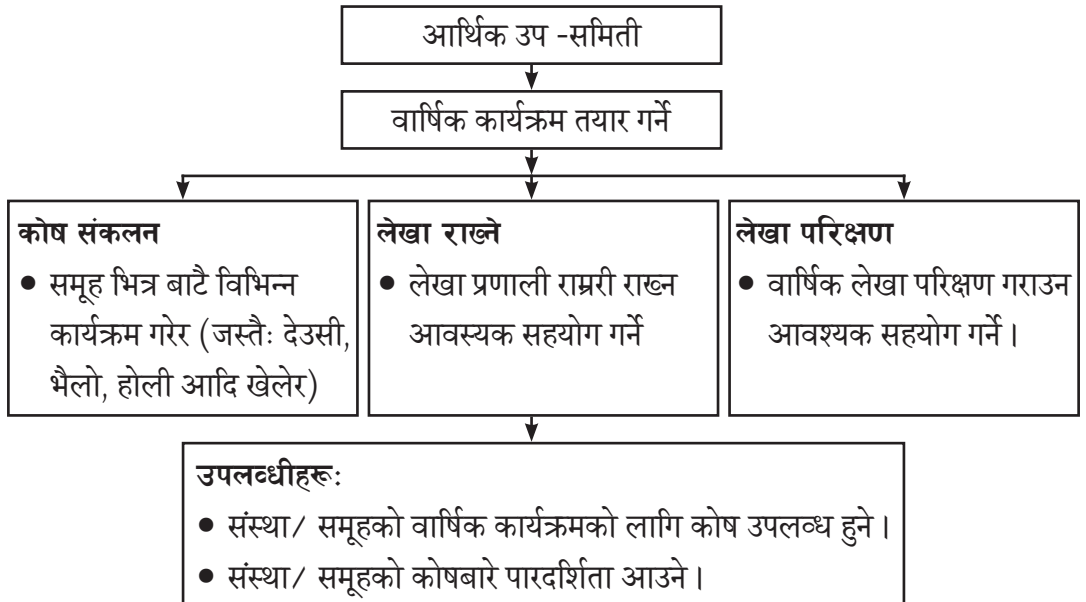 आर्थिक उप -समिती
वार्षिक कार्यक्रम तयार गर्ने
कोष संकलन
● समूह भित्र बाटै विभिन्न
कार्यक्रम गरेर (जस्तैः देउसी,
भैलो, होली आदि खेलेर)
लेखा राख्ने
● लेखा प्रणाली राम्ररी राख्न
आवस्यक सहयोग गर्ने
लेखा परिक्षण
● वार्षिक लेखा परिक्षण गराउन
आवश्यक सहयोग गर्ने ।
उपलव्धीहरूः
● संस्था/ समूहको वार्षिक कार्यक्रमको लागि कोष उपलव्ध हुने ।
● संस्था/ समूहको कोषबारे पारदर्शिता आउने ।